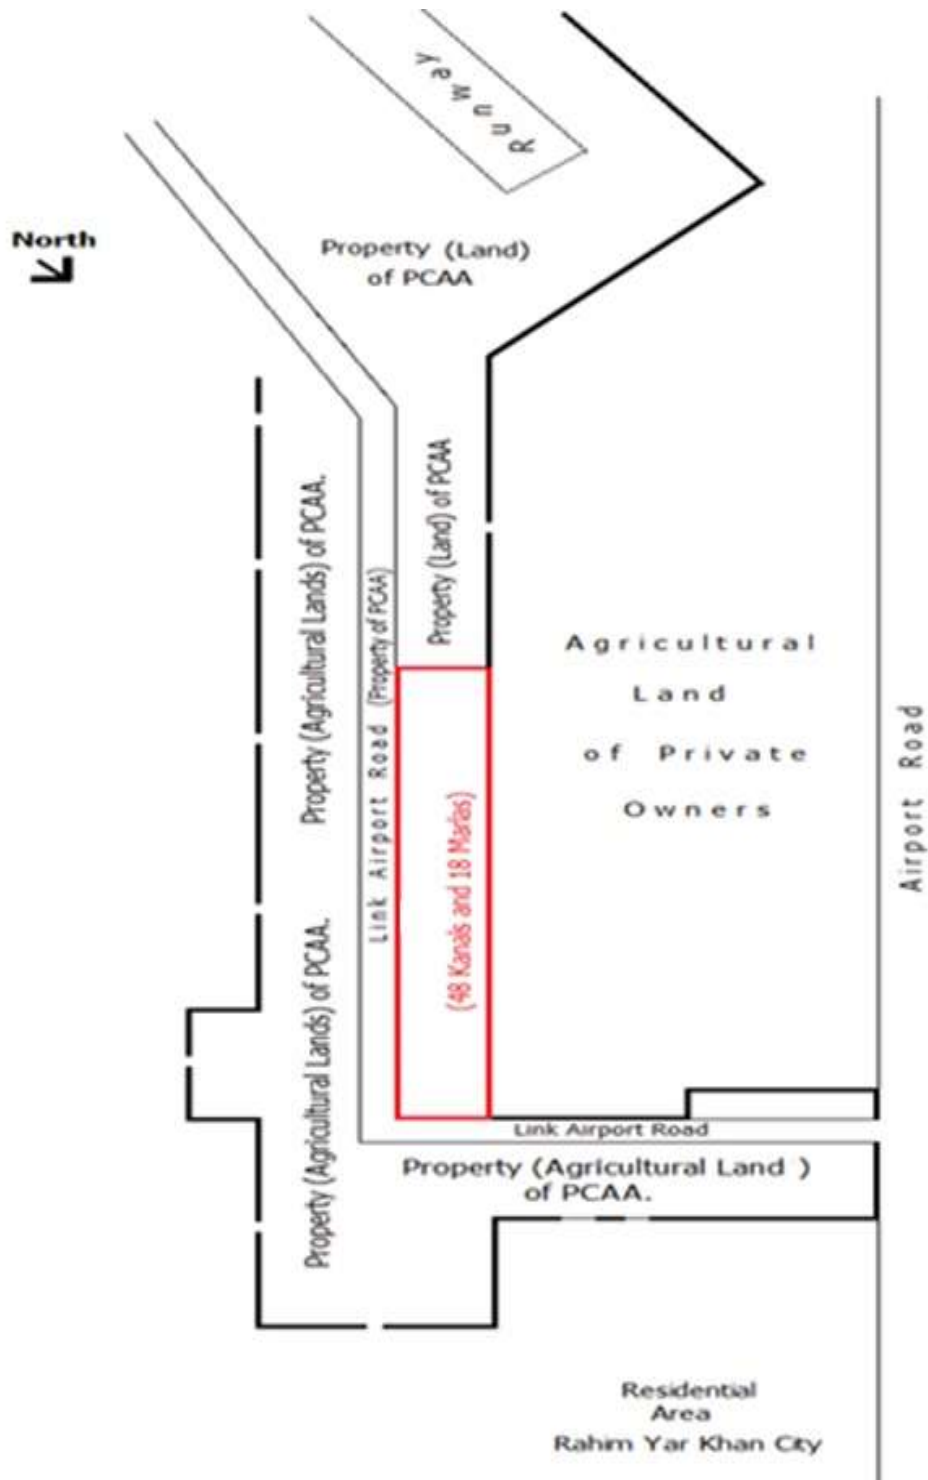 Runway
North
Property (Land)
of PCAA
Property (Land) of PCAA
Property (Agricultural Lands) of PCAA.
Link Airport Road (Property of PCAA)
Agricultural
Land
of Private
Owners
Airport Road
(48 Kanals and 18 Marlas)
Property (Agricultural Lands) of PCAA.
Link Airport Road
Property (Agricultural Land )
of PCAA.
Residential
Area
Rahim Yar Khan City